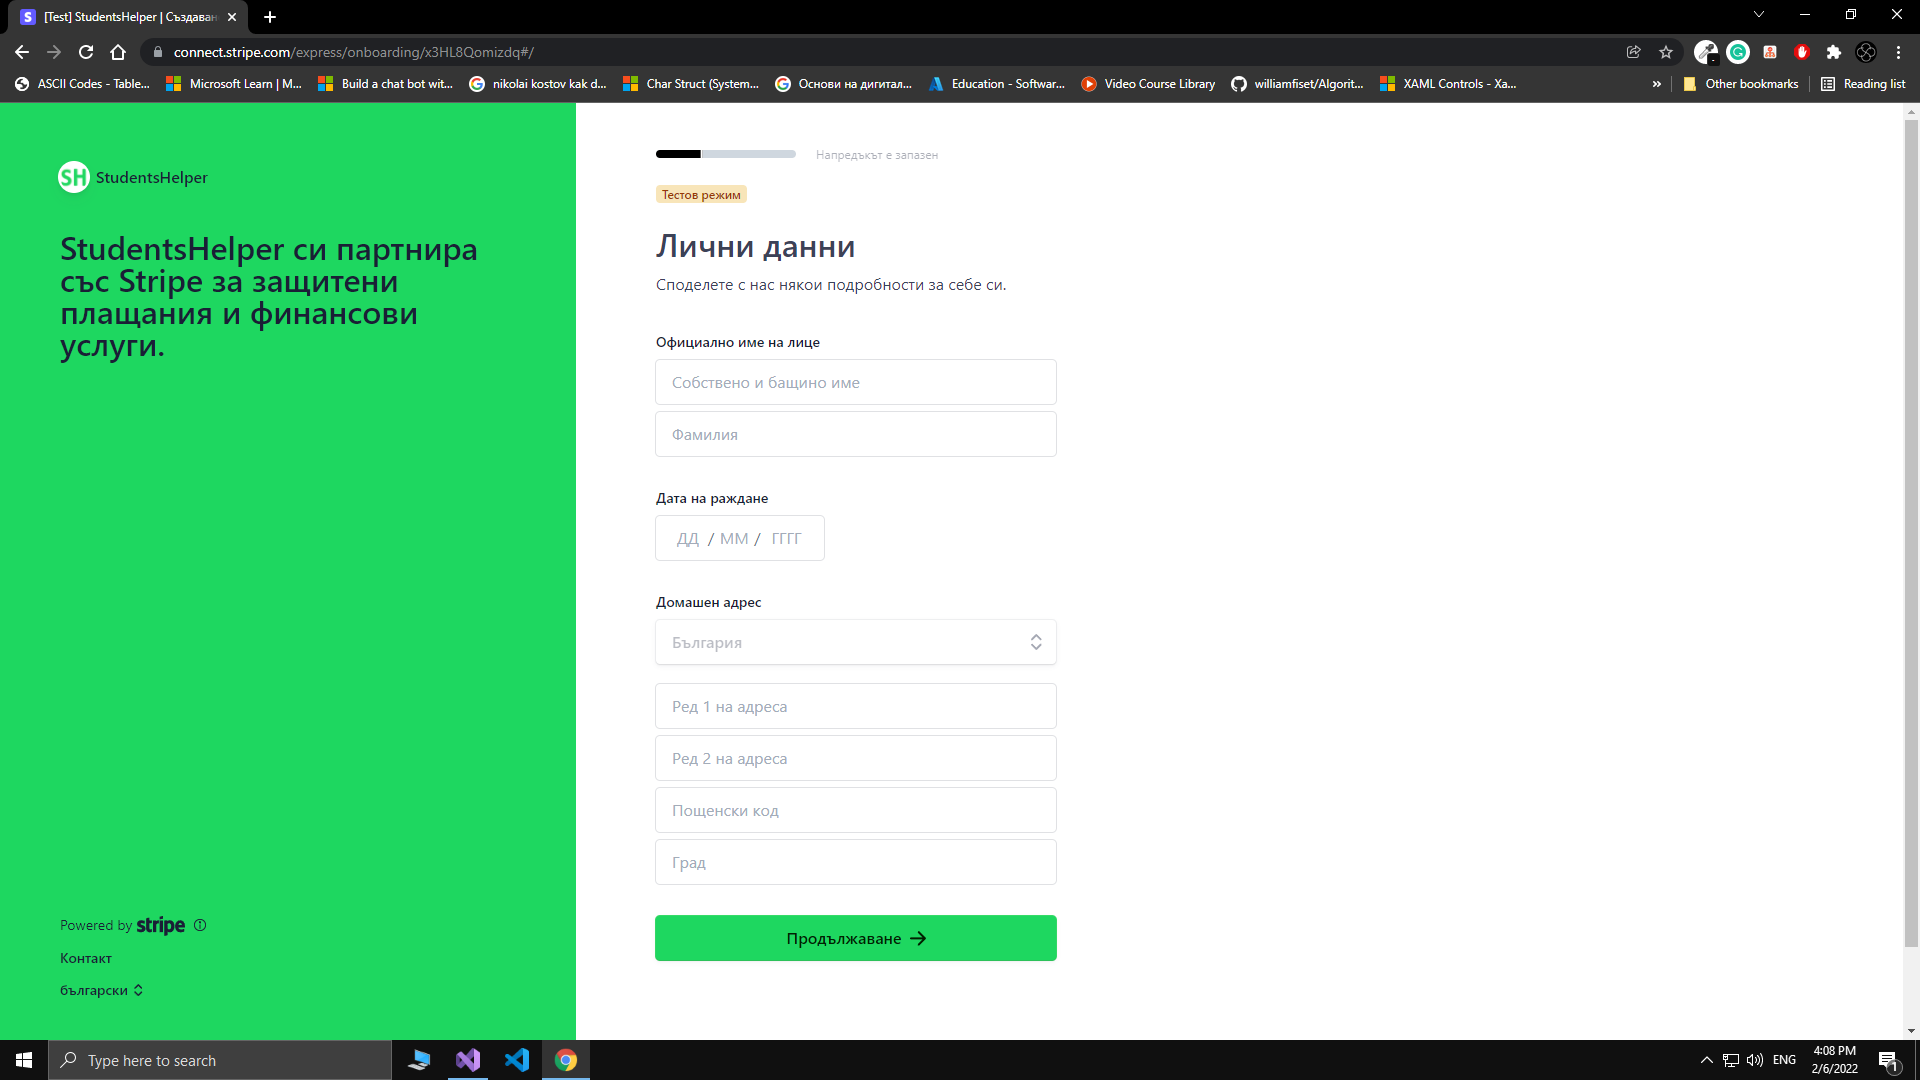 [Test] StudentsHelper | Създаван
connect.stripe.com/express/onboarding/x3HL8Qomizdq#/
ASCII Codes - Table...
Microsoft Learn | M...
Build a chat bot wit...
nikolai kostov kak d...
Char Struct (System...
Основи на дигитал...
Education - Softwar...
Video Course Library
williamfiset/Algorit...
XAML Controls - Xa...
»
Other bookmarks
Reading list
SH StudentsHelper
StudentsHelper си партнира
със Stripe за защитени
плащания и финансови
услуги.
Powered by stripe
Контакт
български
Напредъкът е запазен
Тестов режим
Лични данни
Споделете с нас някои подробности за себе си.
Официално име на лице
Собствено и бащино име
Фамилия
Дата на раждане
ДД / ММ / ГГГГ
Домашен адрес
България
Ред 1 на адреса
Ред 2 на адреса
Пощенски код
Град
Продължаване →
Type here to search
ENG
4:08 PM
2/6/2022
1